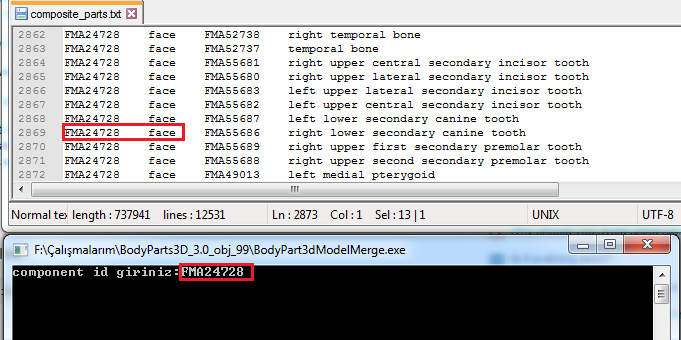 composite_parts.txt
2862 FMA24728 face FMA52738 right temporal bone
2863 FMA24728 face FMA52737 temporal bone
2864 FMA24728 face FMA55681 right upper central secondary incisor tooth
2865 FMA24728 face FMA55680 right upper lateral secondary incisor tooth
2866 FMA24728 face FMA55683 left upper lateral secondary incisor tooth
2867 FMA24728 face FMA55682 left upper central secondary incisor tooth
2868 FMA24728 face FMA55687 left lower secondary canine tooth
2869 FMA24728 face FMA55686 right lower secondary canine tooth
2870 FMA24728 face FMA55689 right upper first secondary premolar tooth
2871 FMA24728 face FMA55688 right upper second secondary premolar tooth
2872 FMA24728 face FMA49013 left medial pterygoid
Normal tex length : 737941 lines : 12531 Ln : 2873 Col : 1 Sel : 13 | 1 UNIX UTF-8
F:\Çalışmalarım\BodyParts3D_3.0_obj_99\BodyPart3dModelMerge.exe
component id giriniz:FMA24728